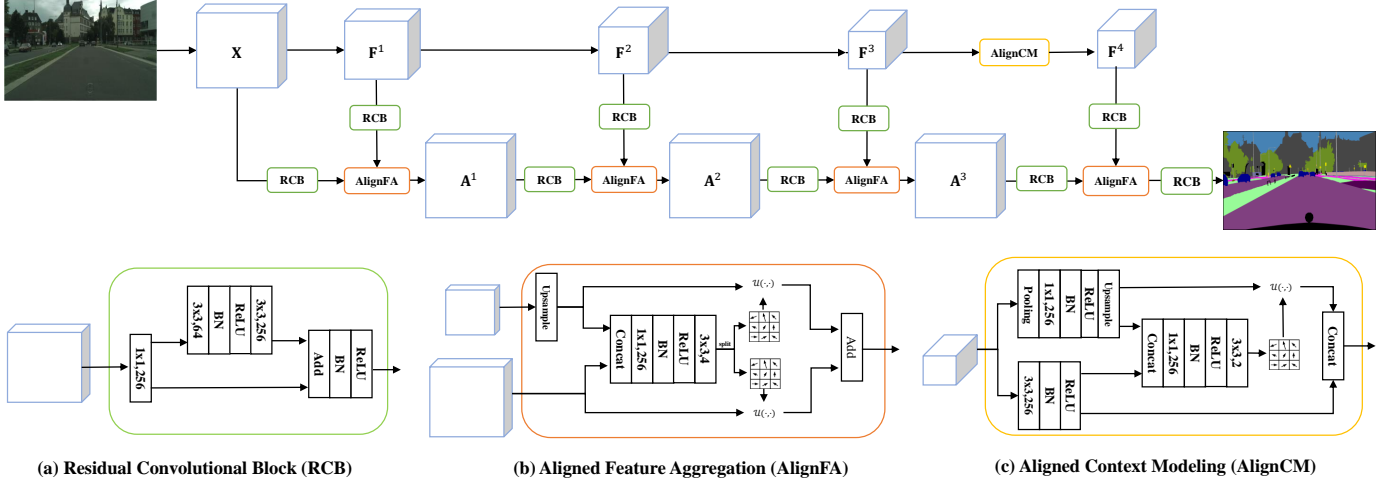 X F¹ F² F³ AlignCM F⁴
RCB RCB RCB RCB
RCB AlignFA A¹ RCB AlignFA A² RCB AlignFA A³ RCB AlignFA RCB
1x1,256
3x3,64
BN
ReLU
3x3,256
Add
BN
ReLU
(a) Residual Convolutional Block (RCB)
Upsample
Concat
1x1,256
BN
ReLU
3x3,4
split
𝒰(·,·)
𝒰(·,·)
Add
(b) Aligned Feature Aggregation (AlignFA)
Pooling
1x1,256
BN
ReLU
Upsample
3x3,256
BN
ReLU
Concat
1x1,256
BN
ReLU
3x3,2
𝒰(·,·)
Concat
(c) Aligned Context Modeling (AlignCM)